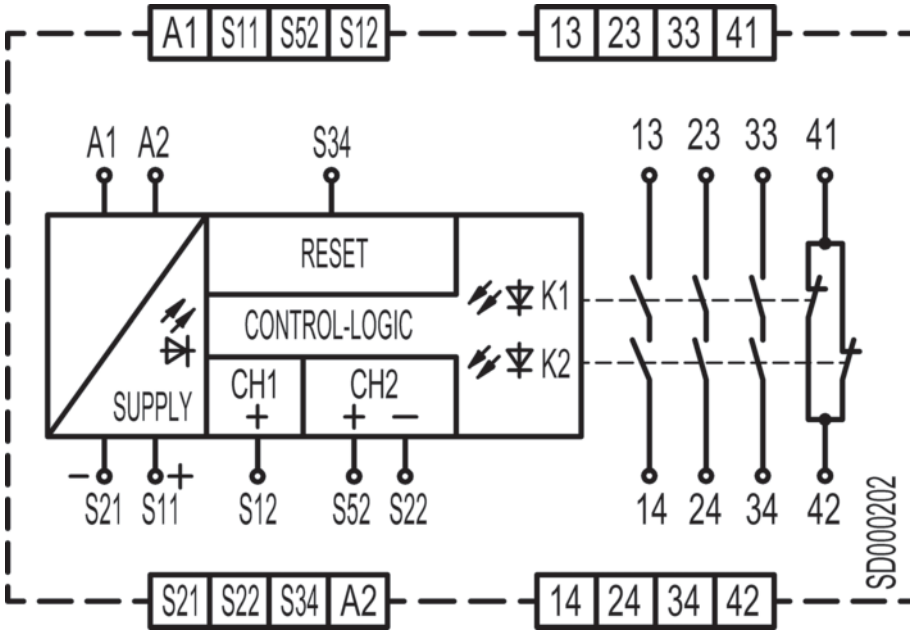 A1 S11 S52 S12 13 23 33 41
A1 A2 S34 13 23 33 41
RESET
K1
CONTROL-LOGIC
K2
CH1 CH2
SUPPLY + + −
− S21 S11 + S12 S52 S22 14 24 34 42
SD000202
S21 S22 S34 A2 14 24 34 42